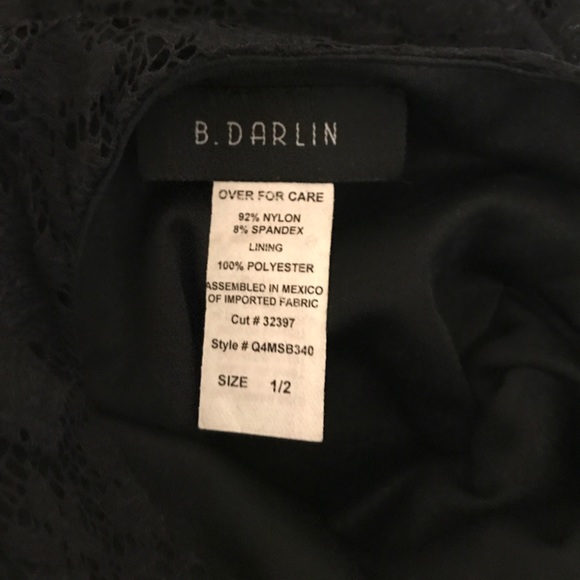 B. DARLIN
OVER FOR CARE
92% NYLON
8% SPANDEX
LINING
100% POLYESTER
ASSEMBLED IN MEXICO
OF IMPORTED FABRIC
Cut # 32397
Style # Q4MSB340
SIZE 1/2